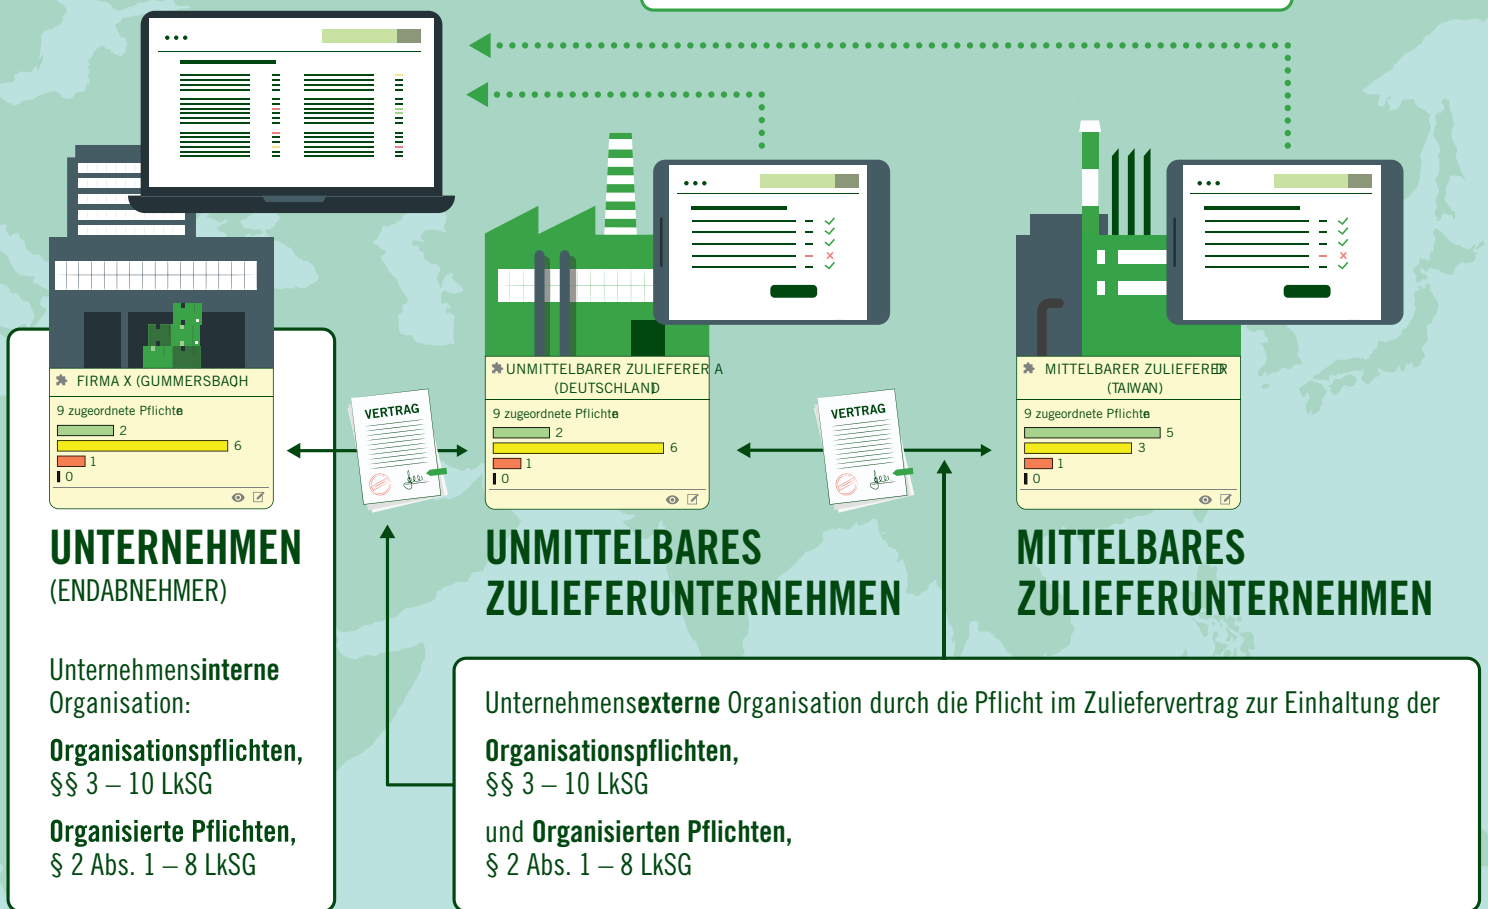 FIRMA X (GUMMERSBACH)
9 zugeordnete Pflichten
2
6
1
0
VERTRAG
UNMITTELBARER ZULIEFERER A
(DEUTSCHLAND)
9 zugeordnete Pflichten
2
6
1
0
VERTRAG
MITTELBARER ZULIEFERER
(TAIWAN)
9 zugeordnete Pflichten
5
3
1
0
UNTERNEHMEN
(ENDABNEHMER)
UNMITTELBARES
ZULIEFERUNTERNEHMEN
MITTELBARES
ZULIEFERUNTERNEHMEN
Unternehmensinterne
Organisation:
Organisationspflichten,
§§ 3 – 10 LkSG
Organisierte Pflichten,
§ 2 Abs. 1 – 8 LkSG
Unternehmensexterne Organisation durch die Pflicht im Zuliefervertrag zur Einhaltung der
Organisationspflichten,
§§ 3 – 10 LkSG
und Organisierten Pflichten,
§ 2 Abs. 1 – 8 LkSG